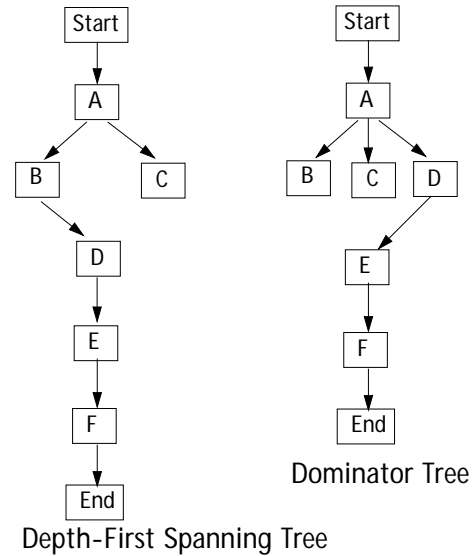 Start
A
B
C
D
E
F
End
Depth-First Spanning Tree
Start
A
B
C
D
E
F
End
Dominator Tree